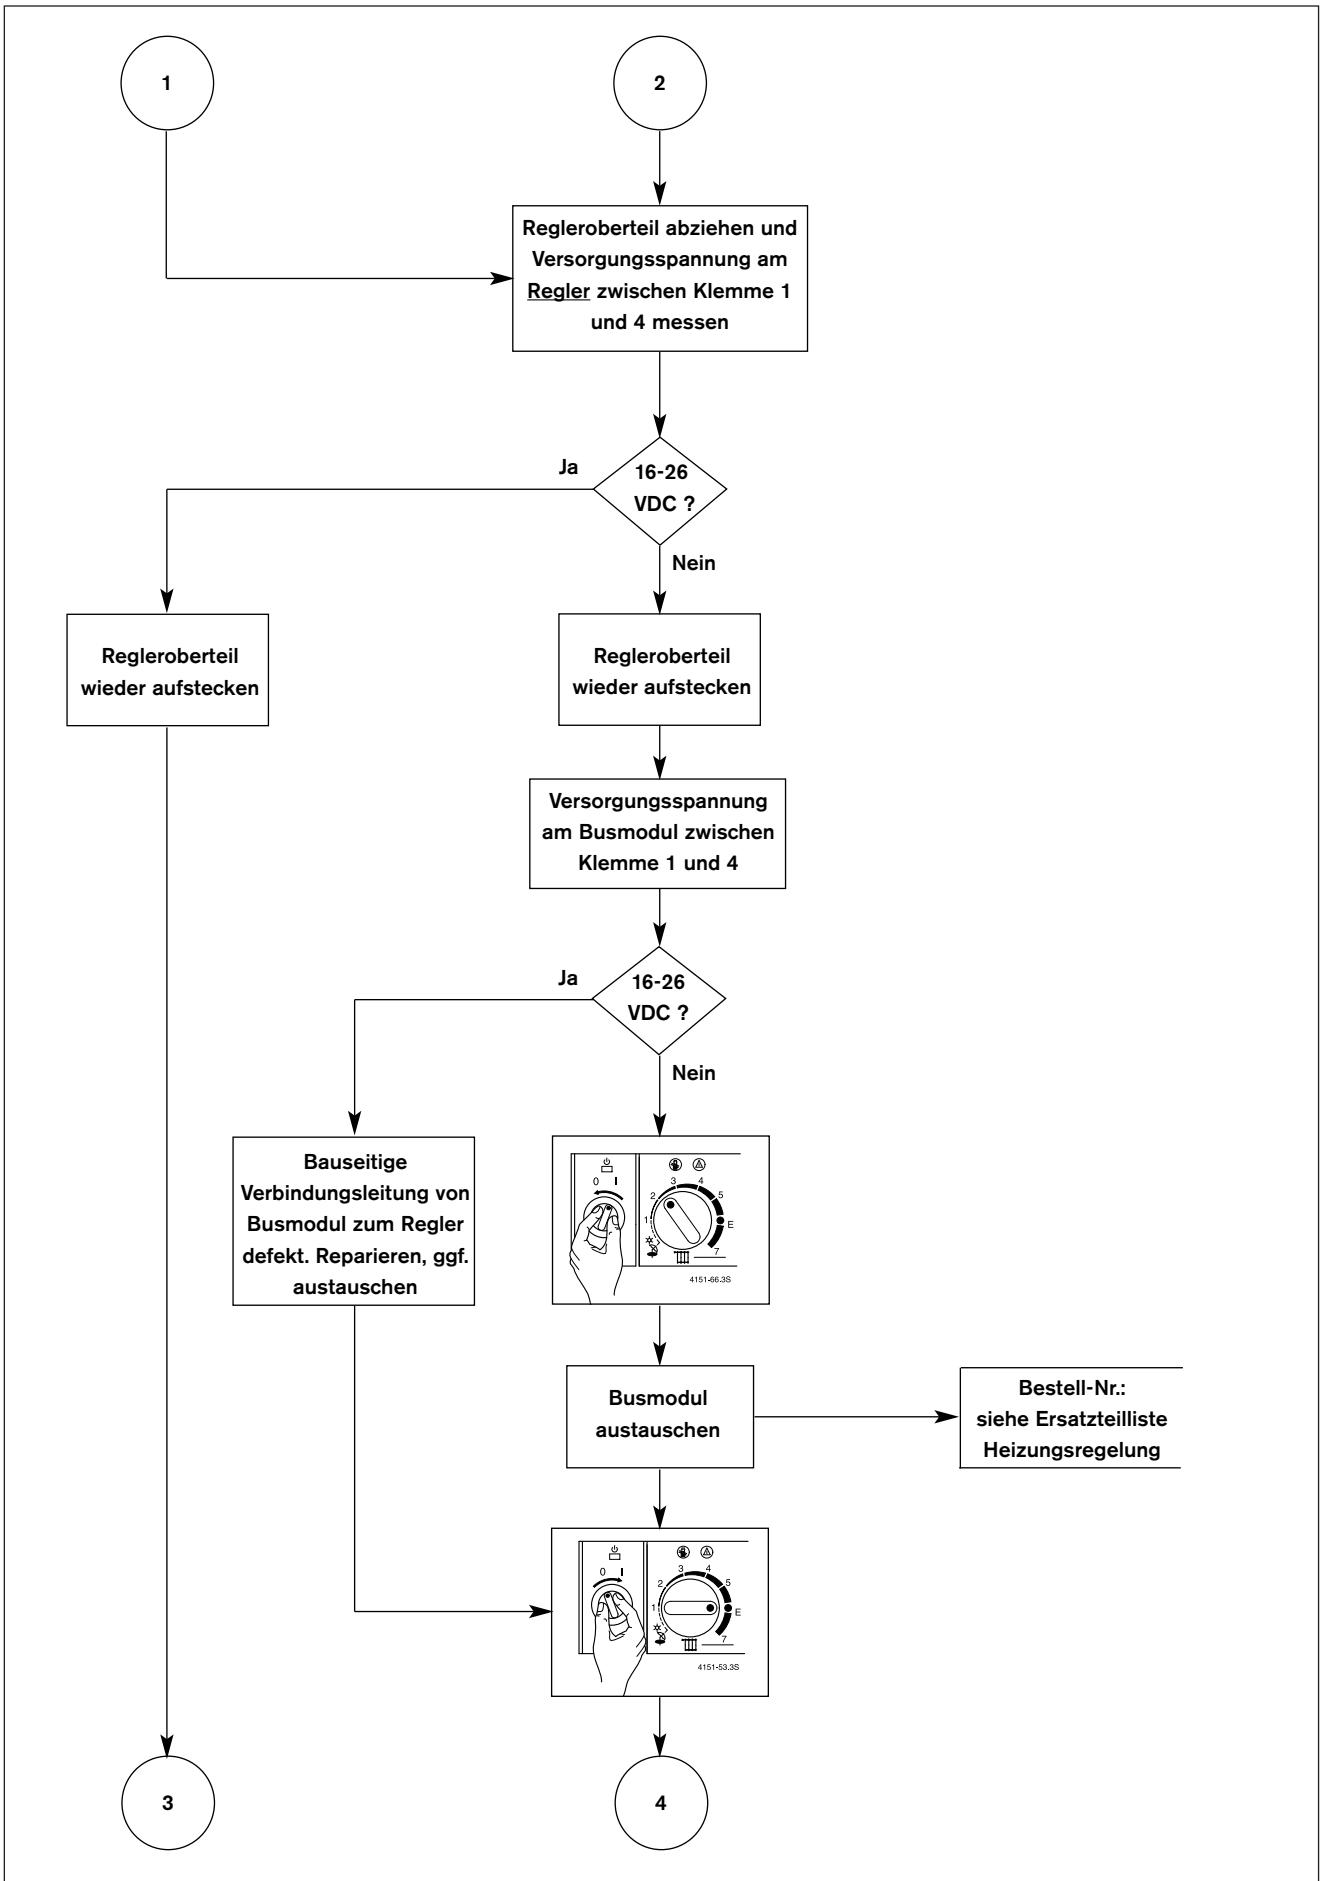 1
2
Regleroberteil abziehen und
Versorgungsspannung am
Regler zwischen Klemme 1
und 4 messen
Ja
16-26
VDC ?
Nein
Regleroberteil
wieder aufstecken
Regleroberteil
wieder aufstecken
Versorgungsspannung
am Busmodul zwischen
Klemme 1 und 4
Ja
16-26
VDC ?
Nein
Bauseitige
Verbindungsleitung von
Busmodul zum Regler
defekt. Reparieren, ggf.
austauschen
0 I
1
2
3
4
5
E
7
4151-66.3S
Busmodul
austauschen
Bestell-Nr.:
siehe Ersatzteilliste
Heizungsregelung
0 I
1
2
3
4
5
E
7
4151-53.3S
3
4